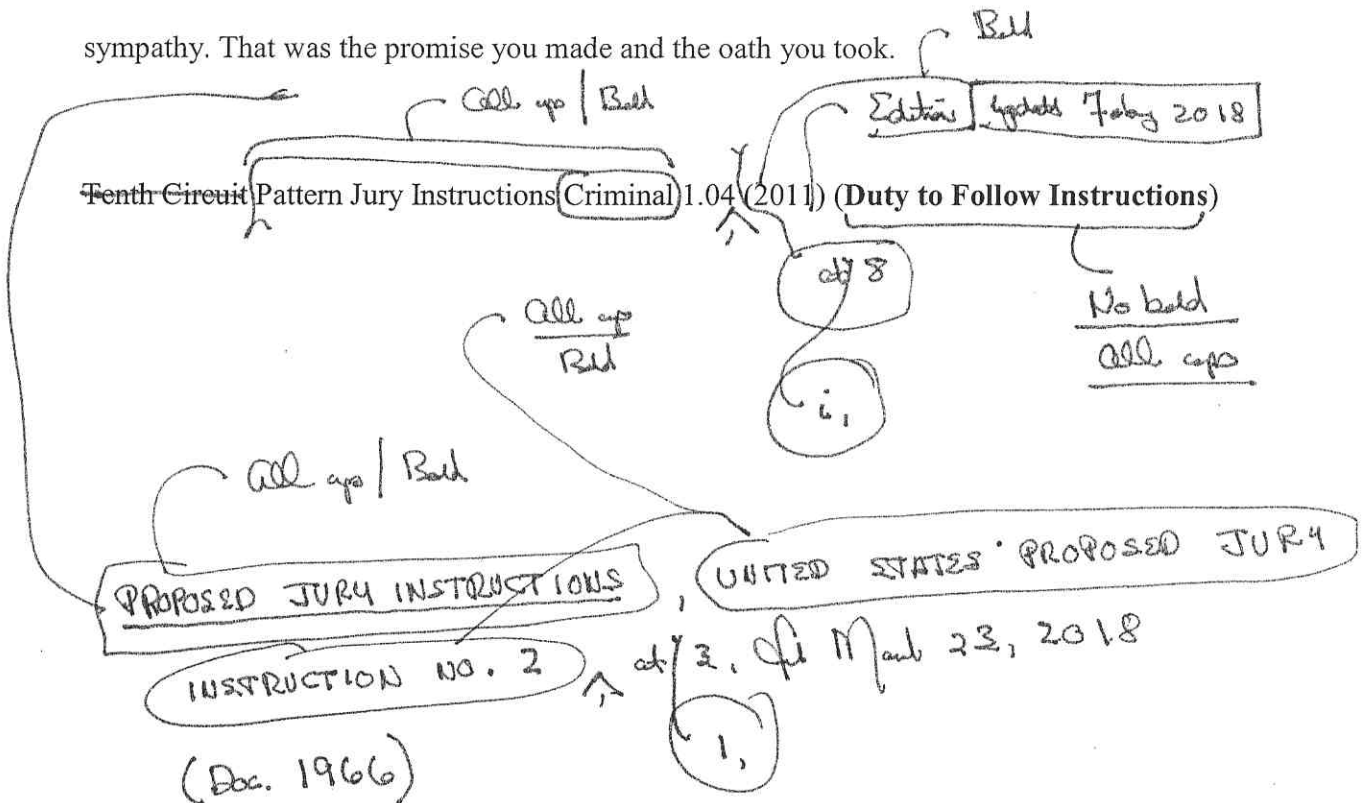 sympathy. That was the promise you made and the oath you took.
Bold
All caps / Bold
Edition updated February 2018
Tenth Circuit Pattern Jury Instructions Criminal 1.04 (2011) (Duty to Follow Instructions)
at 8
No bold
All caps
i,
All cap
Bold
All caps / Bold
PROPOSED JURY INSTRUCTIONS, UNITED STATES' PROPOSED JURY
INSTRUCTION NO. 2, at 3, March 23, 2018
1,
(Doc. 1966)